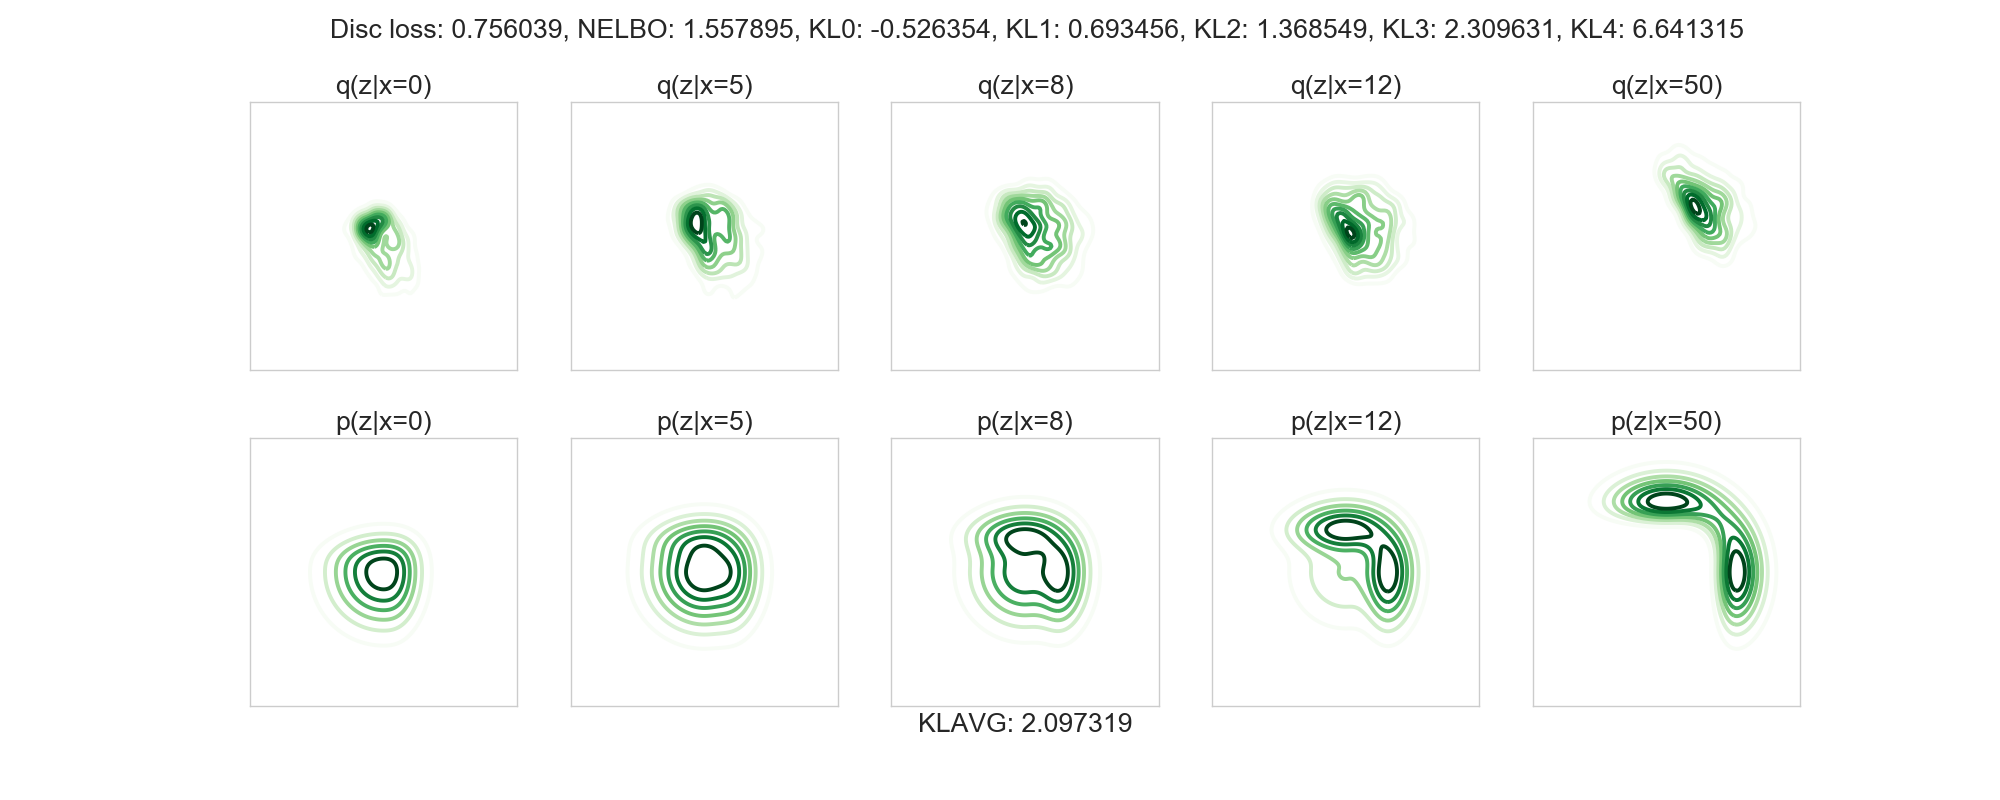 Disc loss: 0.756039, NELBO: 1.557895, KL0: -0.526354, KL1: 0.693456, KL2: 1.368549, KL3: 2.309631, KL4: 6.641315
q(z|x=0)
q(z|x=5)
q(z|x=8)
q(z|x=12)
q(z|x=50)
p(z|x=0)
p(z|x=5)
p(z|x=8)
p(z|x=12)
p(z|x=50)
KLAVG: 2.097319